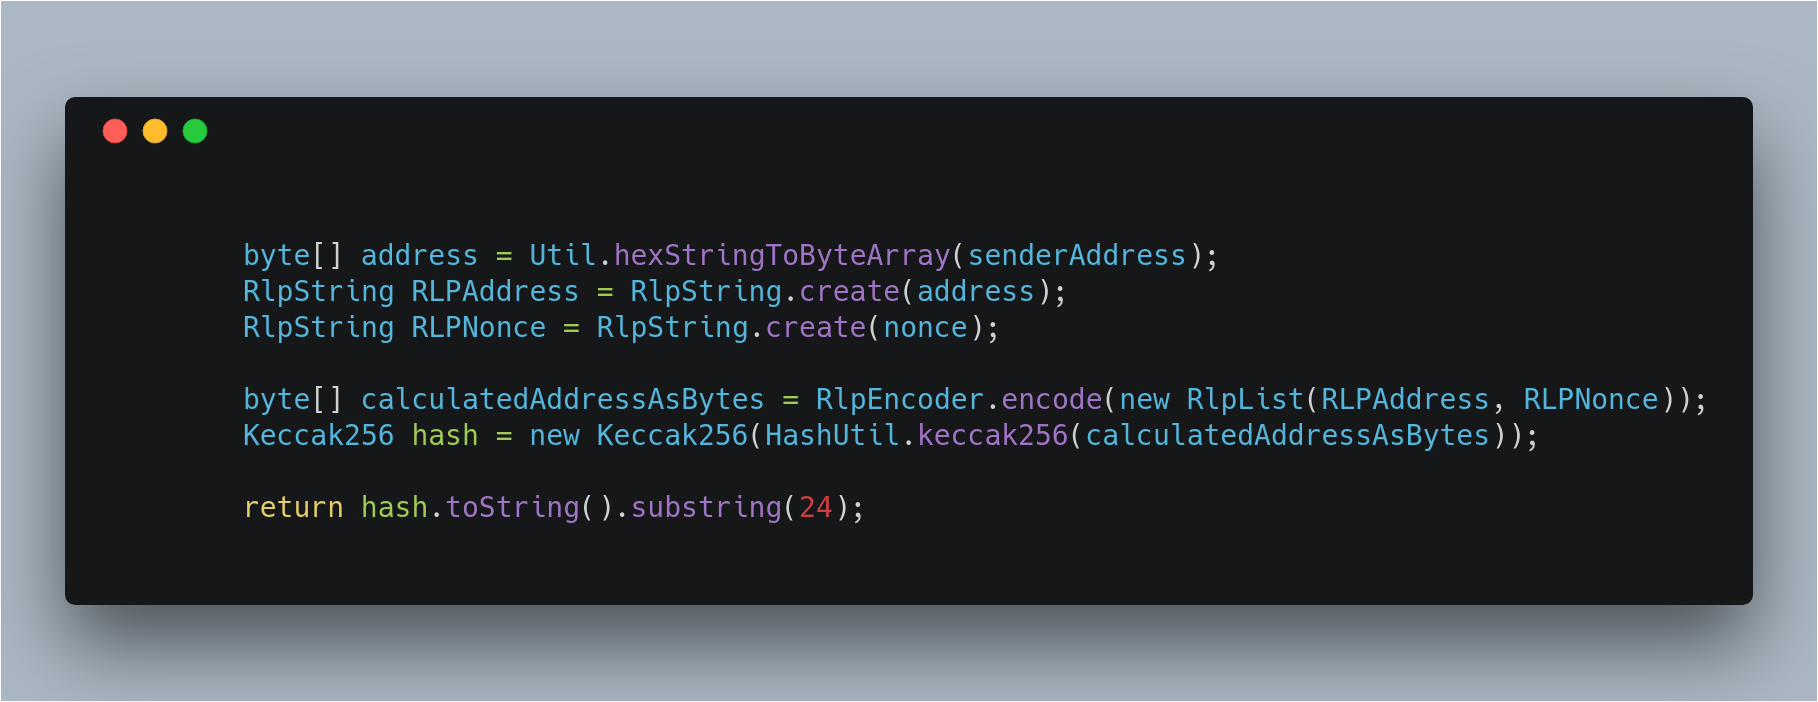 byte[] address = Util.hexStringToByteArray(senderAddress);
RlpString RLPAddress = RlpString.create(address);
RlpString RLPNonce = RlpString.create(nonce);
byte[] calculatedAddressAsBytes = RlpEncoder.encode(new RlpList(RLPAddress, RLPNonce));
Keccak256 hash = new Keccak256(HashUtil.keccak256(calculatedAddressAsBytes));
return hash.toString().substring(24);